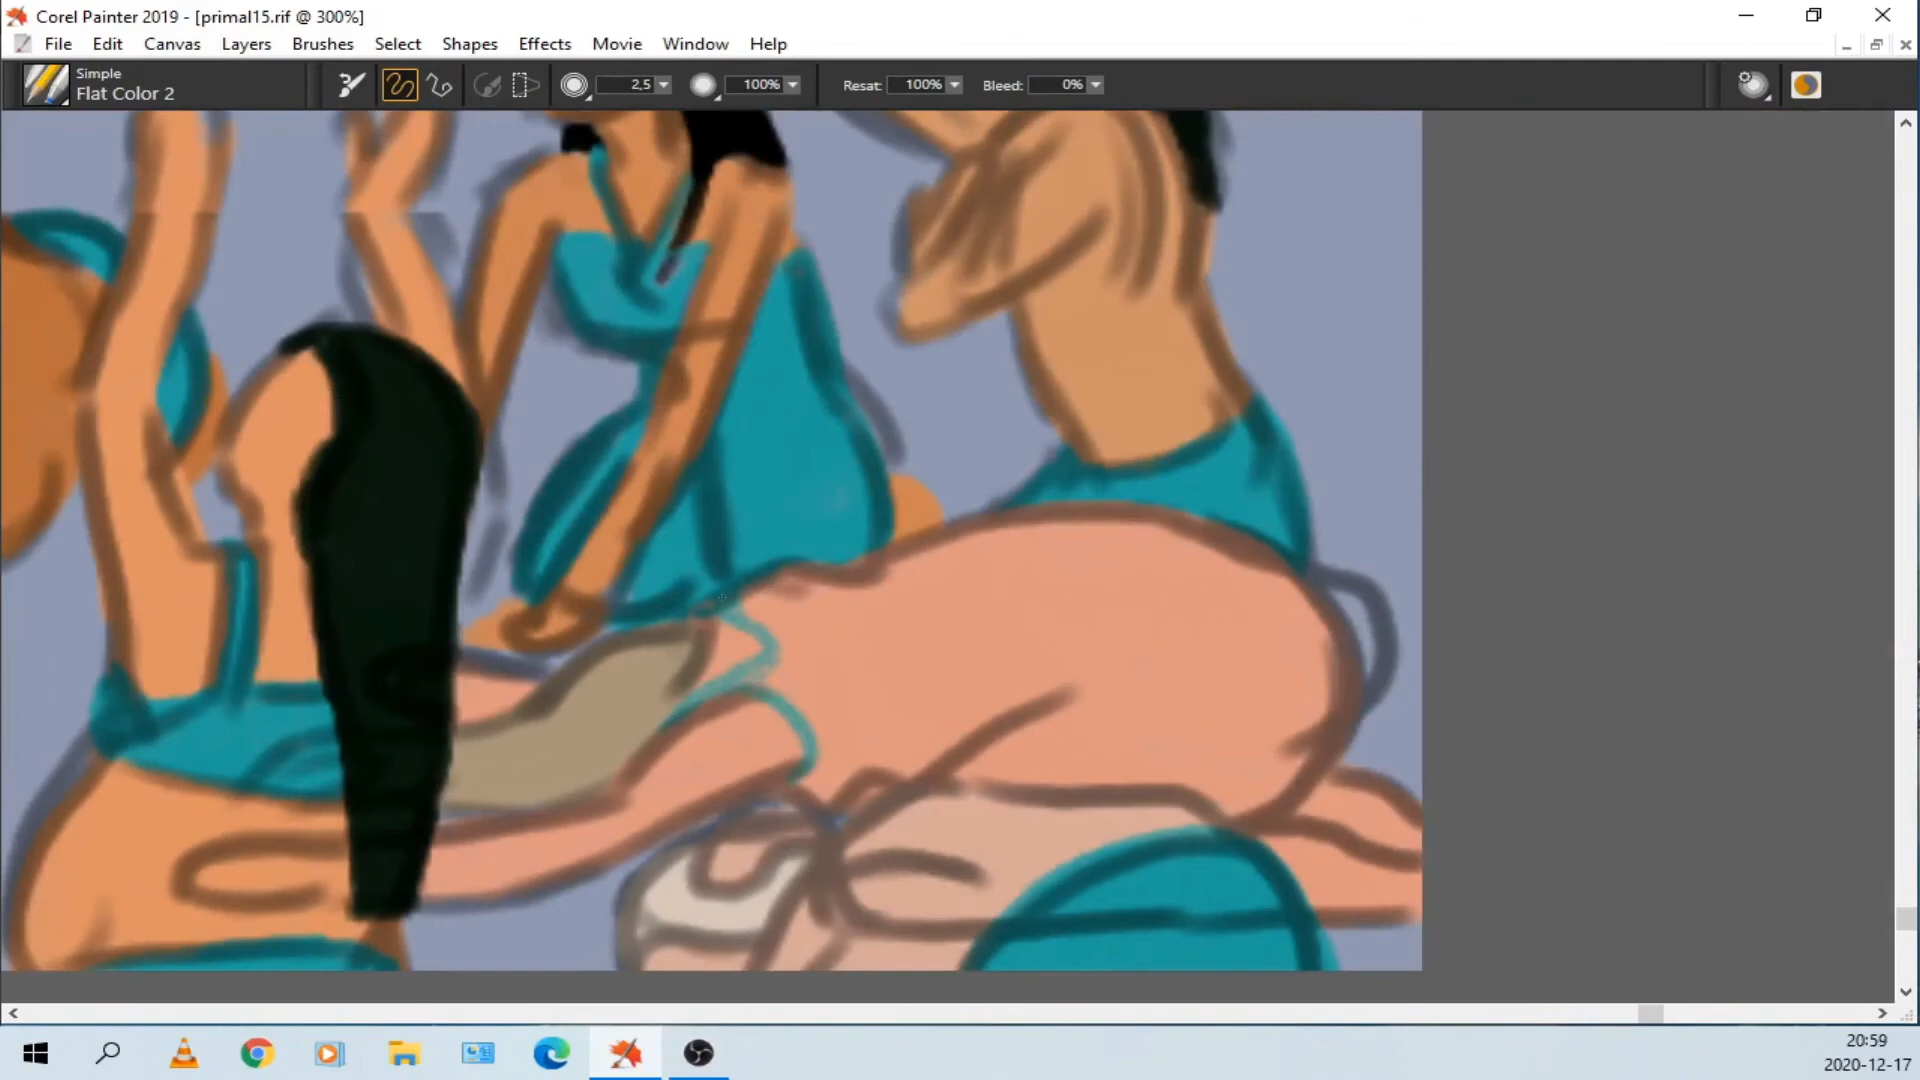 Corel Painter 2019 - [primal15.rif @ 300%]
File Edit Canvas Layers Brushes Select Shapes Effects Movie Window Help
Simple
Flat Color 2
2,5 100% Resat: 100% Bleed: 0%
20:59
2020-12-17